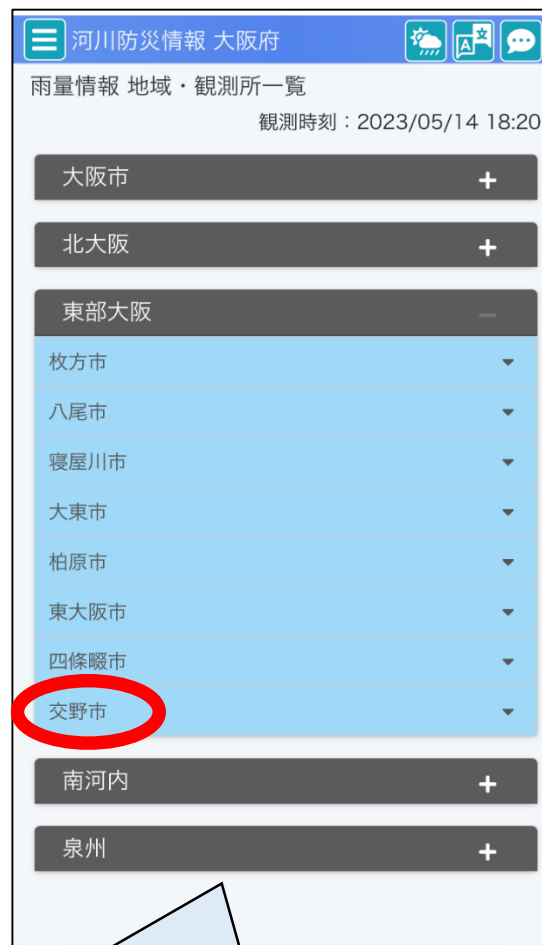 河川防災情報 大阪府
A 文
雨量情報 地域・観測所一覧
観測時刻：2023/05/14 18:20
大阪市
北大阪
東部大阪
枚方市
八尾市
寝屋川市
大東市
柏原市
東大阪市
四條畷市
交野市
南河内
泉州